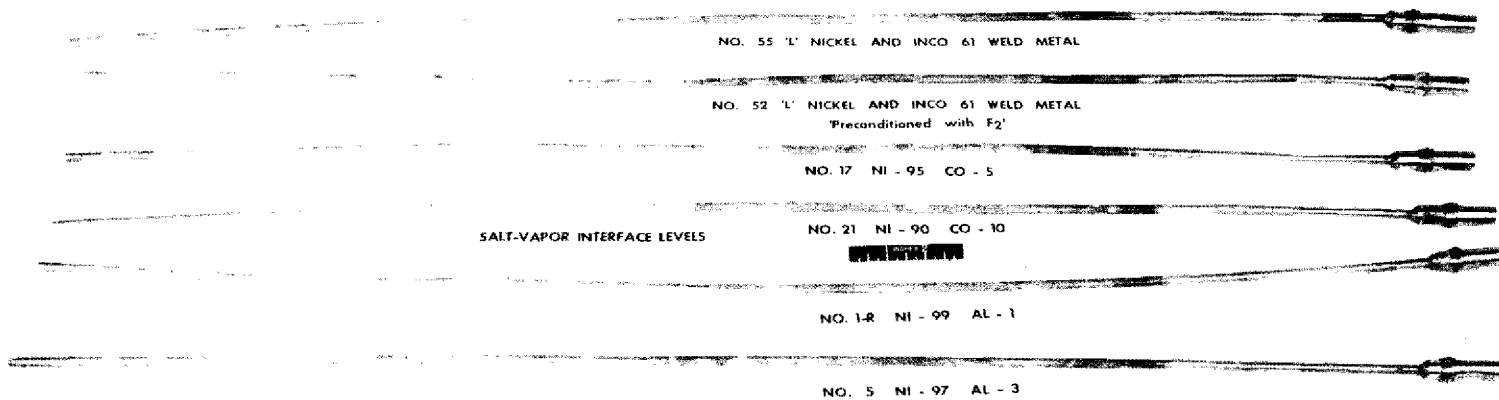 NO. 55 'L' NICKEL AND INCO 61 WELD METAL
NO. 52 'L' NICKEL AND INCO 61 WELD METAL
'Preconditioned with F₂'
NO. 17 NI - 95 CO - 5
NO. 21 NI - 90 CO - 10
SALT-VAPOR INTERFACE LEVELS
INCHES
NO. 1-R NI - 99 AL - 1
NO. 5 NI - 97 AL - 3